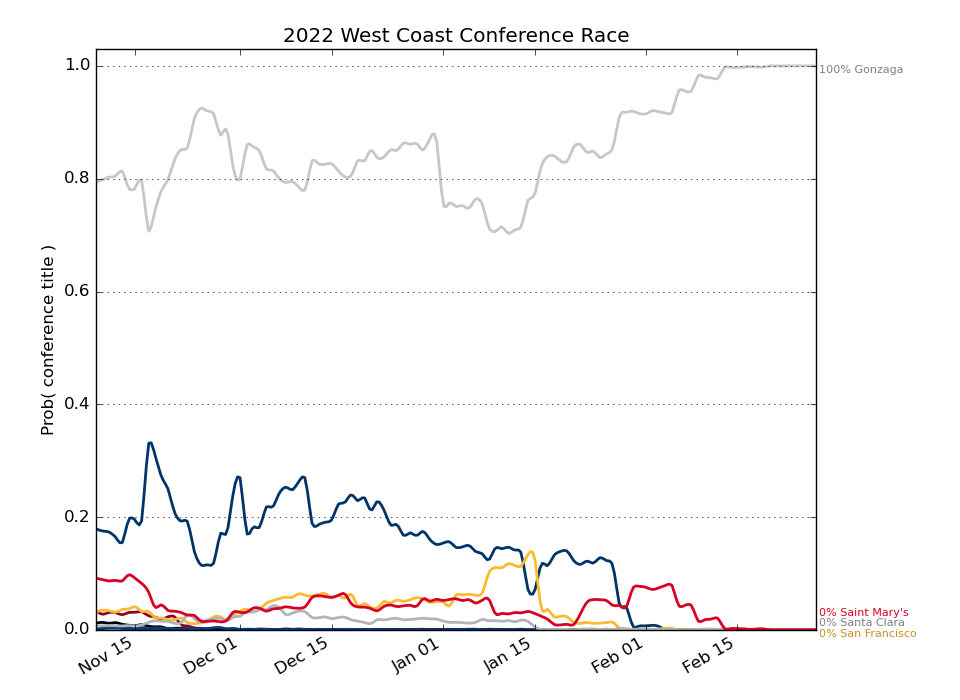 2022 West Coast Conference Race
1.0
100% Gonzaga
0.8
0.6
Prob( conference title )
0.4
0.2
0.0
0% Saint Mary's
0% Santa Clara
0% San Francisco
Nov 15
Dec 01
Dec 15
Jan 01
Jan 15
Feb 01
Feb 15